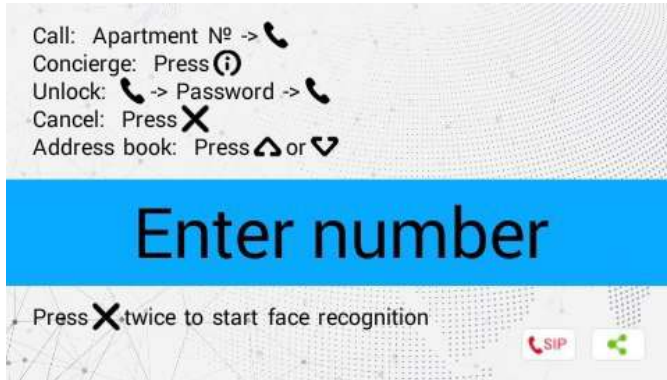 Call: Apartment Nº ->
Concierge: Press
Unlock: -> Password ->
Cancel: Press
Address book: Press or
Enter number
Press twice to start face recognition
SIP